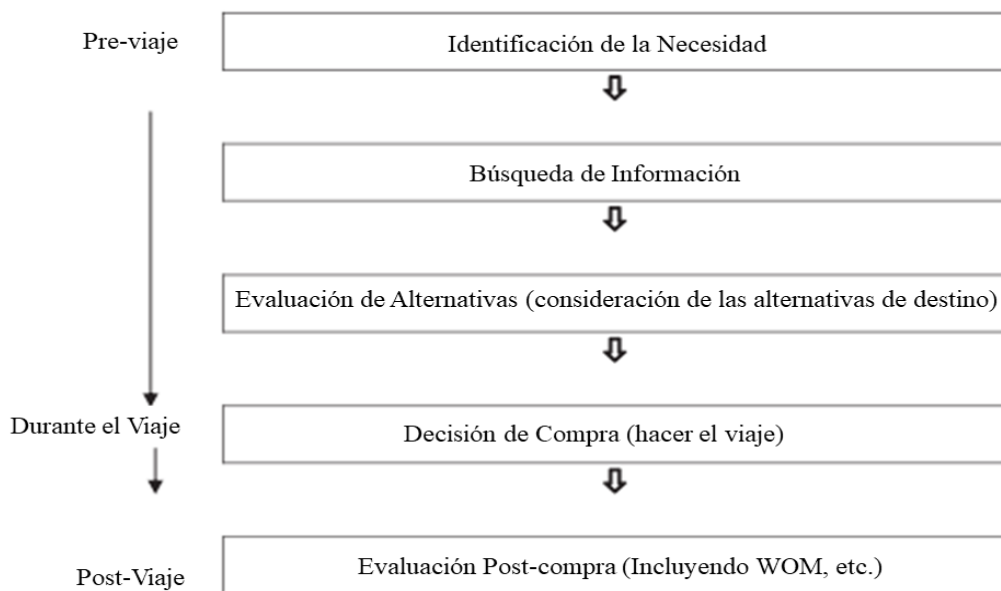 Pre-viaje
Identificación de la Necesidad
Búsqueda de Información
Evaluación de Alternativas (consideración de las alternativas de destino)
Durante el Viaje
Decisión de Compra (hacer el viaje)
Post-Viaje
Evaluación Post-compra (Incluyendo WOM, etc.)